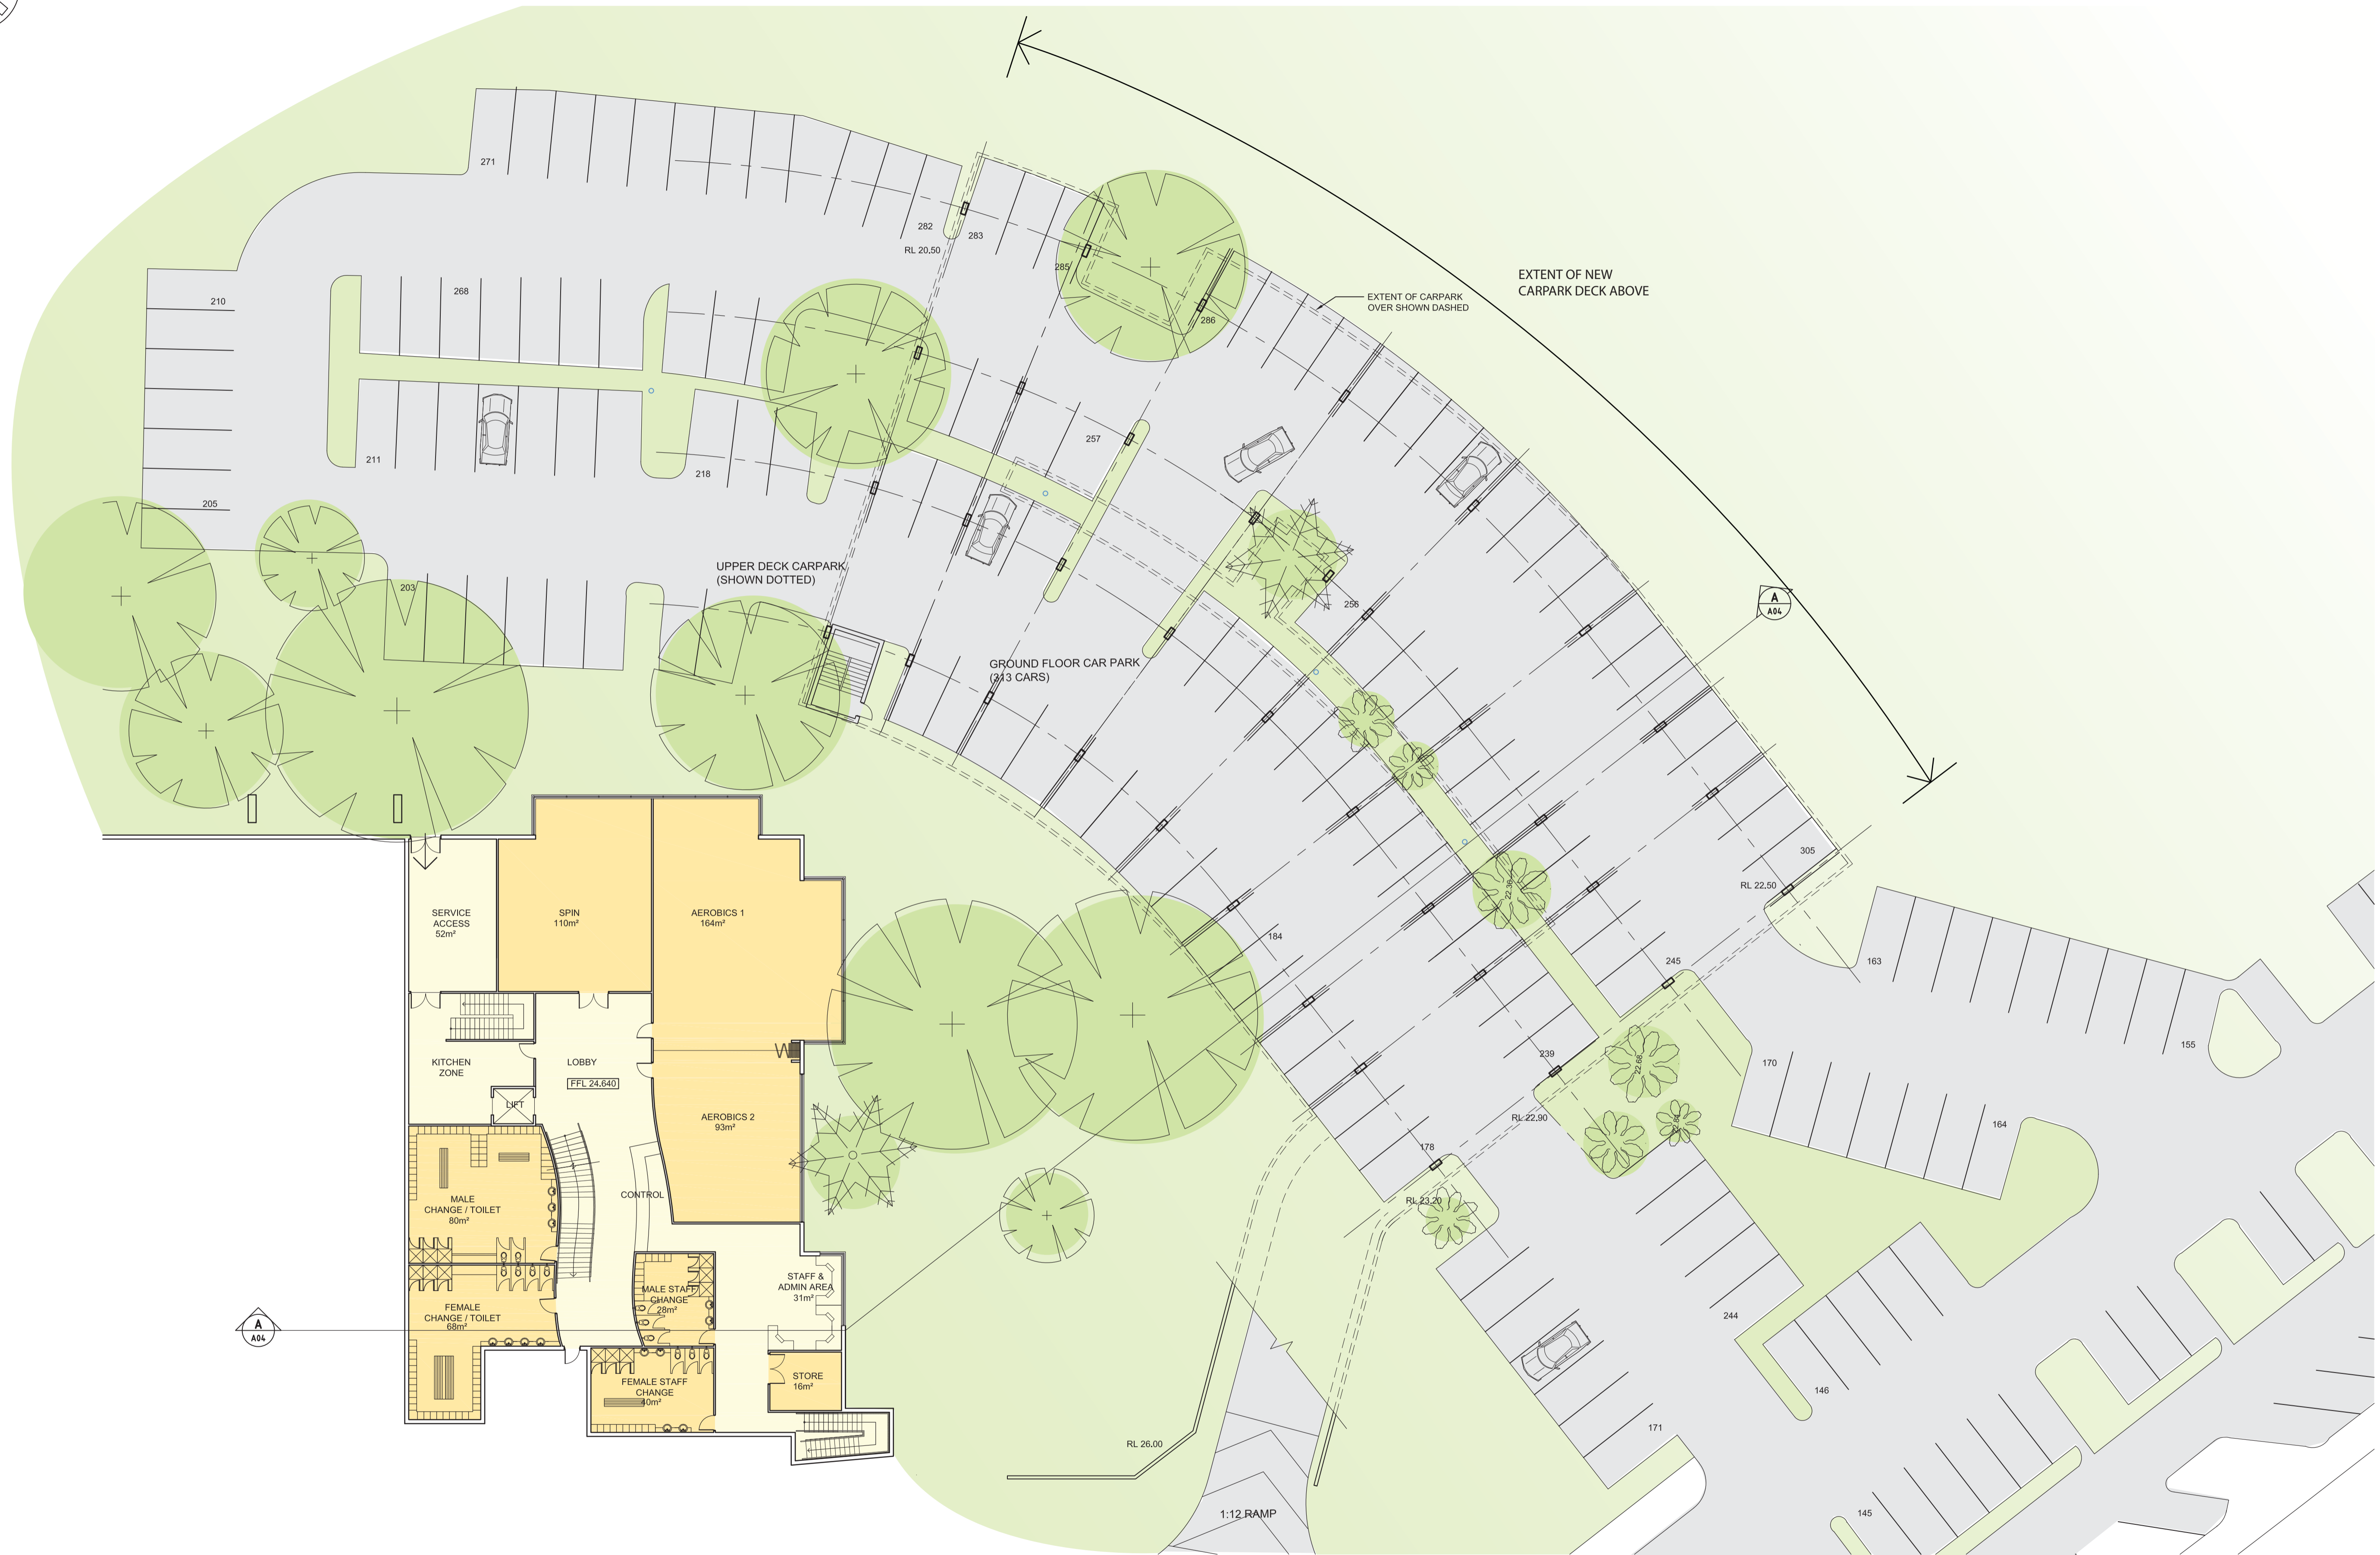 271
282
283
RL 20.50
285
EXTENT OF NEW
CARPARK DECK ABOVE
EXTENT OF CARPARK
OVER SHOWN DASHED
210
268
286
257
211
218
205
203
UPPER DECK CARPARK
(SHOWN DOTTED)
256
A
A04
GROUND FLOOR CAR PARK
(313 CARS)
305
RL 22.50
22.36
SERVICE
ACCESS
52m²
SPIN
110m²
AEROBICS 1
164m²
184
245
163
155
KITCHEN
ZONE
LOBBY
FFL 24.640
LIFT
239
170
22.68
164
AEROBICS 2
93m²
RL 22.90
178
MALE
CHANGE / TOILET
80m²
CONTROL
RL 23.20
STAFF &
ADMIN AREA
31m²
MALE STAFF
CHANGE
28m²
FEMALE
CHANGE / TOILET
68m²
A
A04
244
STORE
16m²
FEMALE STAFF
CHANGE
40m²
146
171
RL 26.00
145
1:12 RAMP